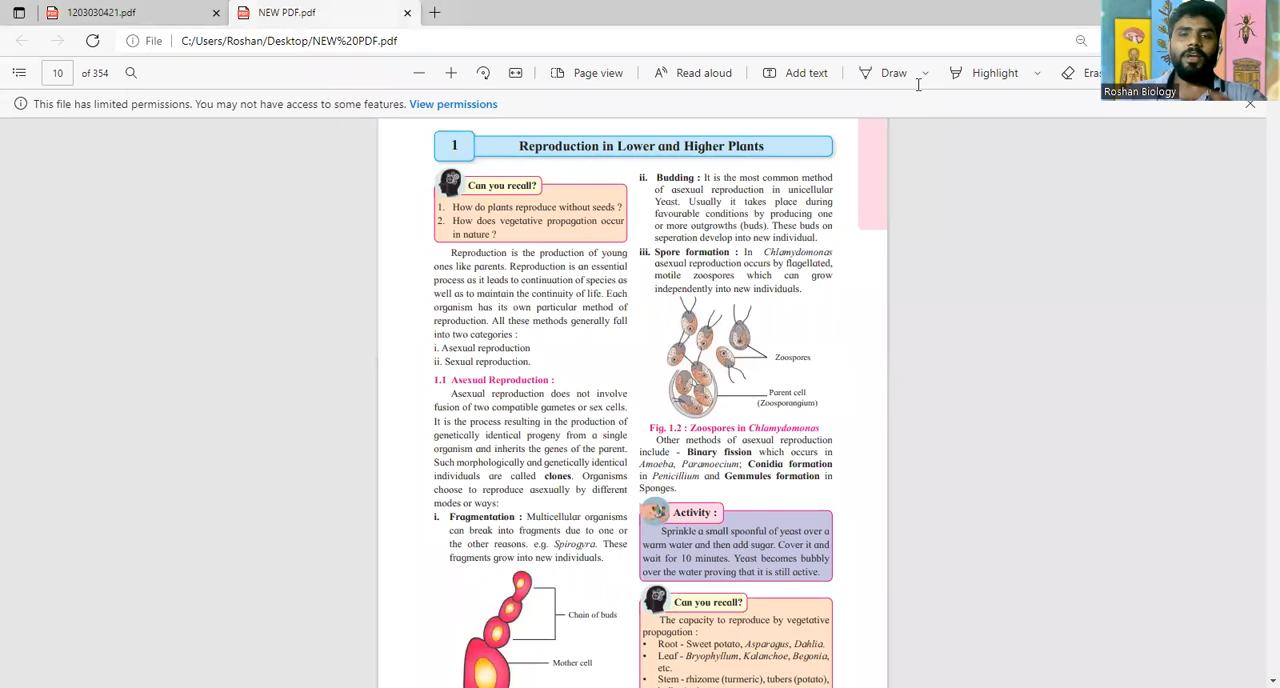 1203030421.pdf
NEW PDF.pdf
File
C:/Users/Roshan/Desktop/NEW%20PDF.pdf
10
of 354
Page view
Read aloud
Add text
Draw
Highlight
Eras
This file has limited permissions. You may not have access to some features. View permissions
Roshan Biology
1
Reproduction in Lower and Higher Plants
Can you recall?
1. How do plants reproduce without seeds ?
2. How does vegetative propagation occur
in nature ?
Reproduction is the production of young
ones like parents. Reproduction is an essential
process as it leads to continuation of species as
well as to maintain the continuity of life. Each
organism has its own particular method of
reproduction. All these methods generally fall
into two categories :
i. Asexual reproduction
ii. Sexual reproduction.
1.1 Asexual Reproduction :
Asexual reproduction does not involve
fusion of two compatible gametes or sex cells.
It is the process resulting in the production of
genetically identical progeny from a single
organism and inherits the genes of the parent.
Such morphologically and genetically identical
individuals are called clones. Organisms
choose to reproduce asexually by different
modes or ways:
i. Fragmentation : Multicellular organisms
can break into fragments due to one or
the other reasons. e.g. Spirogyra. These
fragments grow into new individuals.
Chain of buds
Mother cell
ii. Budding : It is the most common method
of asexual reproduction in unicellular
Yeast. Usually it takes place during
favourable conditions by producing one
or more outgrowths (buds). These buds on
seperation develop into new individual.
iii. Spore formation : In Chlamydomonas
asexual reproduction occurs by flagellated,
motile zoospores which can grow
independently into new individuals.
Zoospores
Parent cell
(Zoosporangium)
Fig. 1.2 : Zoospores in Chlamydomonas
Other methods of asexual reproduction
include - Binary fission which occurs in
Amoeba, Paramoecium; Conidia formation
in Penicillium and Gemmules formation in
Sponges.
Activity :
Sprinkle a small spoonful of yeast over a
warm water and then add sugar. Cover it and
wait for 10 minutes. Yeast becomes bubbly
over the water proving that it is still active.
Can you recall?
The capacity to reproduce by vegetative
propagation :
• Root - Sweet potato, Asparagus, Dahlia.
• Leaf - Bryophyllum, Kalanchoe, Begonia,
etc.
• Stem - rhizome (turmeric), tubers (potato),